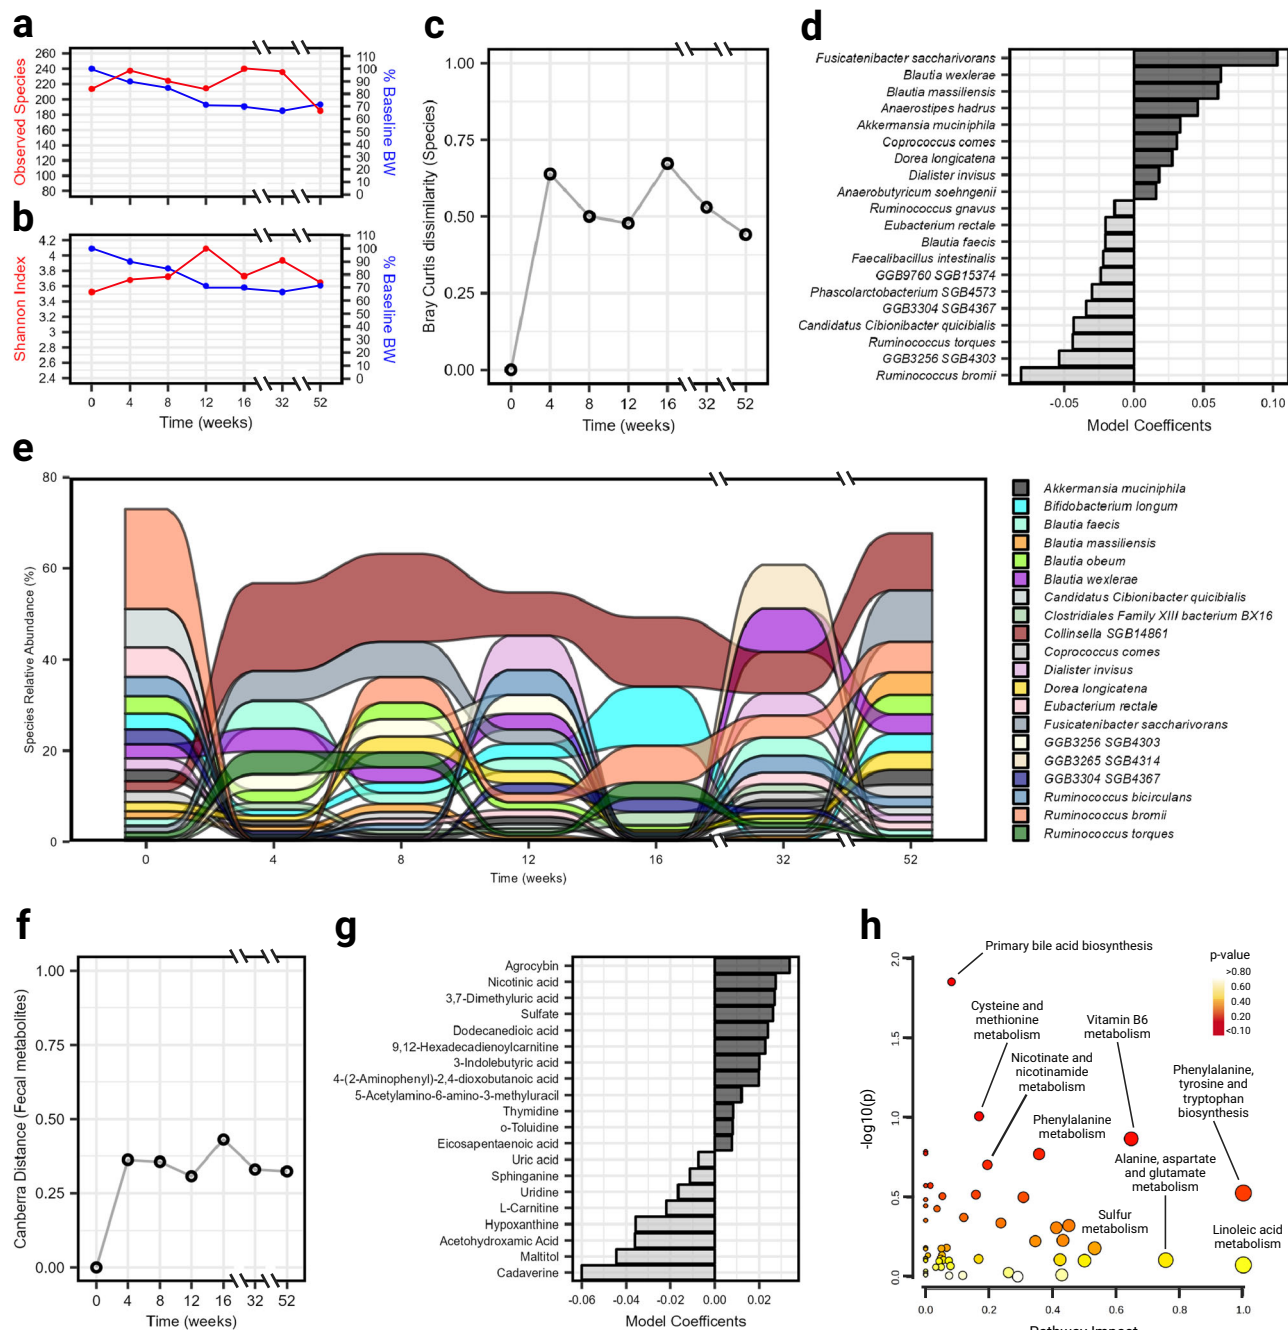 a
260
240
220
200
180
160
140
120
100
80
Observed Species
110
100
90
80
70
60
50
40
30
20
10
0
% Baseline BW
b
4.2
4
3.8
3.6
3.4
3.2
3
2.8
2.6
2.4
Shannon Index
110
100
90
80
70
60
50
40
30
20
10
0
% Baseline BW
0 4 8 12 16 32 52
Time (weeks)
c
1.00
0.75
0.50
0.25
0.00
Bray Curtis dissimilarity (Species)
0 4 8 12 16 32 52
Time (weeks)
d
Fusicatenibacter saccharivorans
Blautia wexlerae
Blautia massiliensis
Anaerostipes hadrus
Akkermansia muciniphila
Coprococcus comes
Dorea longicatena
Dialister invisus
Anaerobutyricum soehngenii
Ruminococcus gnavus
Eubacterium rectale
Blautia faecis
Faecalibacillus intestinalis
GGB9760 SGB15374
Phascolarctobacterium SGB4573
GGB3304 SGB4367
Candidatus Cibionibacter quicibialis
Ruminococcus torques
GGB3256 SGB4303
Ruminococcus bromii
-0.05 0.00 0.05 0.10
Model Coefficents
e
80
60
40
20
0
Species Relative Abundance (%)
0 4 8 12 16 32 52
Time (weeks)
Akkermansia muciniphila
Bifidobacterium longum
Blautia faecis
Blautia massiliensis
Blautia obeum
Blautia wexlerae
Candidatus Cibionibacter quicibialis
Clostridiales Family XIII bacterium BX16
Collinsella SGB14861
Coprococcus comes
Dialister invisus
Dorea longicatena
Eubacterium rectale
Fusicatenibacter saccharivorans
GGB3256 SGB4303
GGB3265 SGB4314
GGB3304 SGB4367
Ruminococcus bicirculans
Ruminococcus bromii
Ruminococcus torques
f
1.00
0.75
0.50
0.25
0.00
Canberra Distance (Fecal metabolites)
0 4 8 12 16 32 52
Time (weeks)
g
Agrocybin
Nicotinic acid
3,7-Dimethyluric acid
Sulfate
Dodecanedioic acid
9,12-Hexadecadienoylcarnitine
3-Indolebutyric acid
4-(2-Aminophenyl)-2,4-dioxobutanoic acid
5-Acetylamino-6-amino-3-methyluracil
Thymidine
o-Toluidine
Eicosapentaenoic acid
Uric acid
Sphinganine
Uridine
L-Carnitine
Hypoxanthine
Acetohydroxamic Acid
Maltitol
Cadaverine
-0.06 -0.04 -0.02 0.00 0.02
Model Coefficents
h
2.0
1.5
1.0
0.5
0.0
-log10(p)
Primary bile acid biosynthesis
p-value
>0.80
0.60
0.40
0.20
<0.10
Cysteine and
methionine
metabolism
Vitamin B6
metabolism
Nicotinate and
nicotinamide
metabolism
Phenylalanine,
tyrosine and
tryptophan
biosynthesis
Phenylalanine
metabolism
Alanine, aspartate
and glutamate
metabolism
Sulfur
metabolism
Linoleic acid
metabolism
0.0 0.2 0.4 0.6 0.8 1.0
Pathway Impact